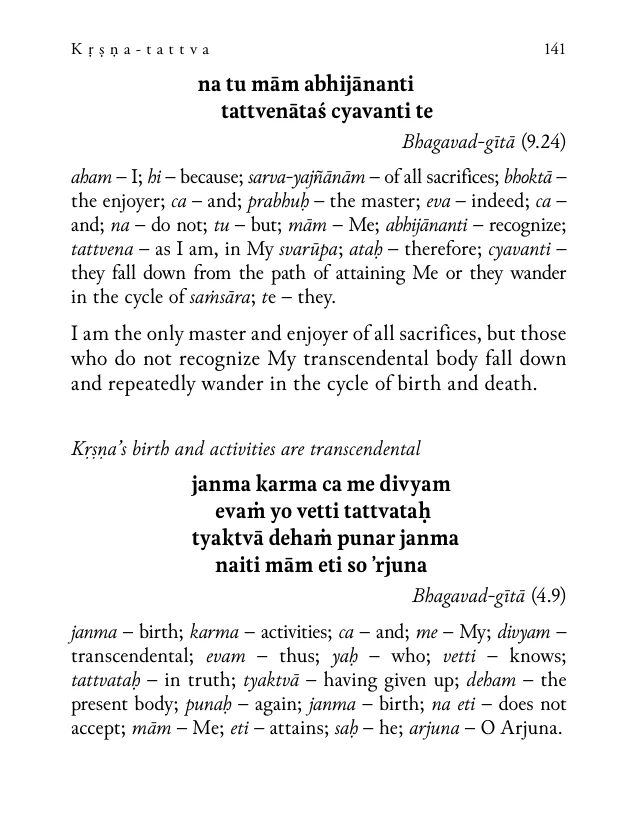 Kṛṣṇa-tattva 141
na tu mām abhijānanti
tattvenātaś cyavanti te
Bhagavad-gītā (9.24)
aham – I; hi – because; sarva-yajñānām – of all sacrifices; bhoktā –
the enjoyer; ca – and; prabhuḥ – the master; eva – indeed; ca –
and; na – do not; tu – but; mām – Me; abhijānanti – recognize;
tattvena – as I am, in My svarūpa; ataḥ – therefore; cyavanti –
they fall down from the path of attaining Me or they wander
in the cycle of saṁsāra; te – they.
I am the only master and enjoyer of all sacrifices, but those
who do not recognize My transcendental body fall down
and repeatedly wander in the cycle of birth and death.
Kṛṣṇa’s birth and activities are transcendental
janma karma ca me divyam
evaṁ yo vetti tattvataḥ
tyaktvā dehaṁ punar janma
naiti mām eti so ’rjuna
Bhagavad-gītā (4.9)
janma – birth; karma – activities; ca – and; me – My; divyam –
transcendental; evam – thus; yaḥ – who; vetti – knows;
tattvataḥ – in truth; tyaktvā – having given up; deham – the
present body; punaḥ – again; janma – birth; na eti – does not
accept; mām – Me; eti – attains; saḥ – he; arjuna – O Arjuna.